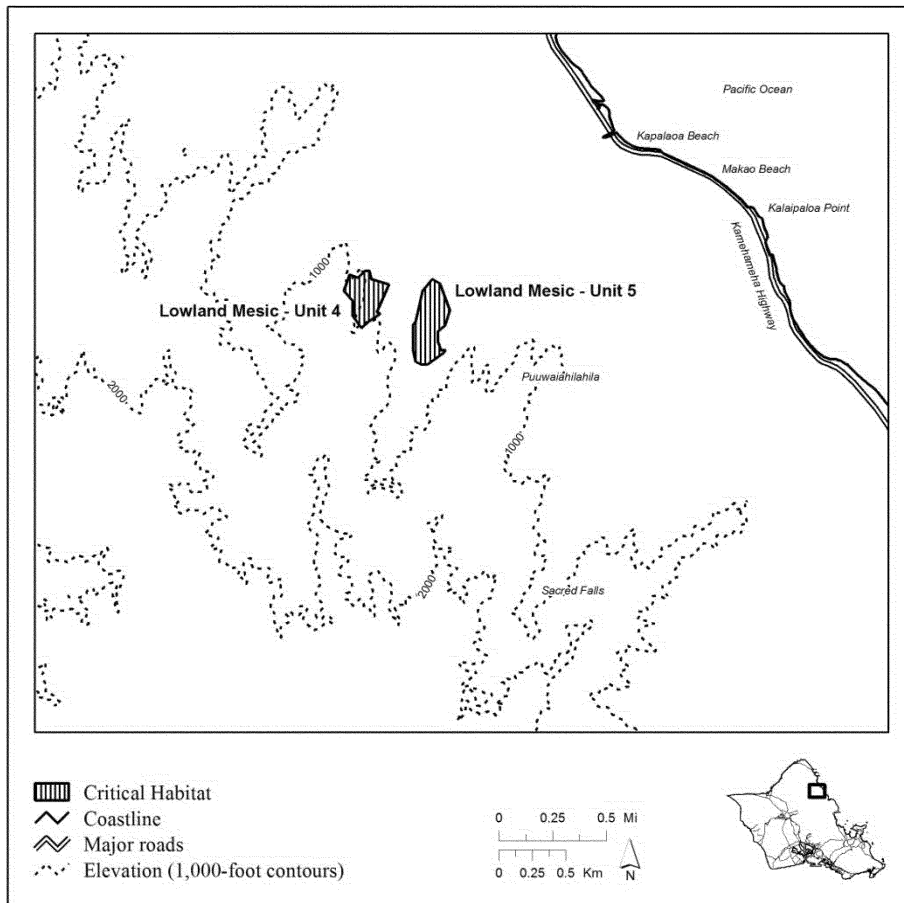 Pacific Ocean
Kapalaoa Beach
Makao Beach
Kalaipaloa Point
Kamehameha Highway
1000'
Lowland Mesic - Unit 5
Lowland Mesic - Unit 4
Puuwaiahilahila
2000'
1000'
2000'
Sacred Falls
Critical Habitat
Coastline
Major roads
Elevation (1,000-foot contours)
0 0.25 0.5 Mi
0 0.25 0.5 Km
N